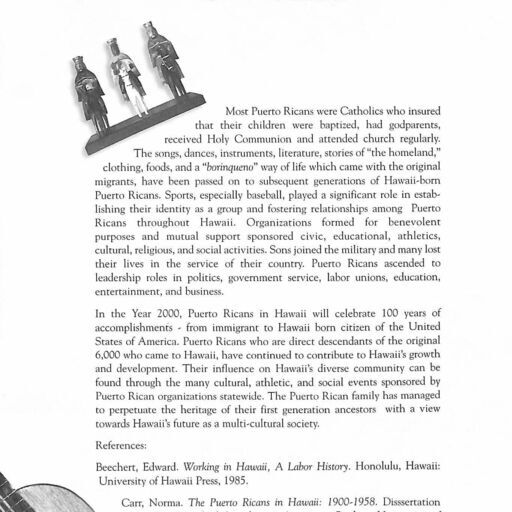 Most Puerto Ricans were Catholics who insured
that their children were baptized, had godparents,
received Holy Communion and attended church regularly.
The songs, dances, instruments, literature, stories of "the homeland,"
clothing, foods, and a "borinqueno" way of life which came with the original
migrants, have been passed on to subsequent generations of Hawaii-born
Puerto Ricans. Sports, especially baseball, played a significant role in estab-
lishing their identity as a group and fostering relationships among Puerto
Ricans throughout Hawaii. Organizations formed for benevolent
purposes and mutual support sponsored civic, educational, athletics,
cultural, religious, and social activities. Sons joined the military and many lost
their lives in the service of their country. Puerto Ricans ascended to
leadership roles in politics, government service, labor unions, education,
entertainment, and business.
In the Year 2000, Puerto Ricans in Hawaii will celebrate 100 years of
accomplishments - from immigrant to Hawaii born citizen of the United
States of America. Puerto Ricans who are direct descendants of the original
6,000 who came to Hawaii, have continued to contribute to Hawaii's growth
and development. Their influence on Hawaii's diverse community can be
found through the many cultural, athletic, and social events sponsored by
Puerto Rican organizations statewide. The Puerto Rican family has managed
to perpetuate the heritage of their first generation ancestors with a view
towards Hawaii's future as a multi-cultural society.
References:
Beechert, Edward. Working in Hawaii, A Labor History. Honolulu, Hawaii:
University of Hawaii Press, 1985.
Carr, Norma. The Puerto Ricans in Hawaii: 1900-1958. Disssertation